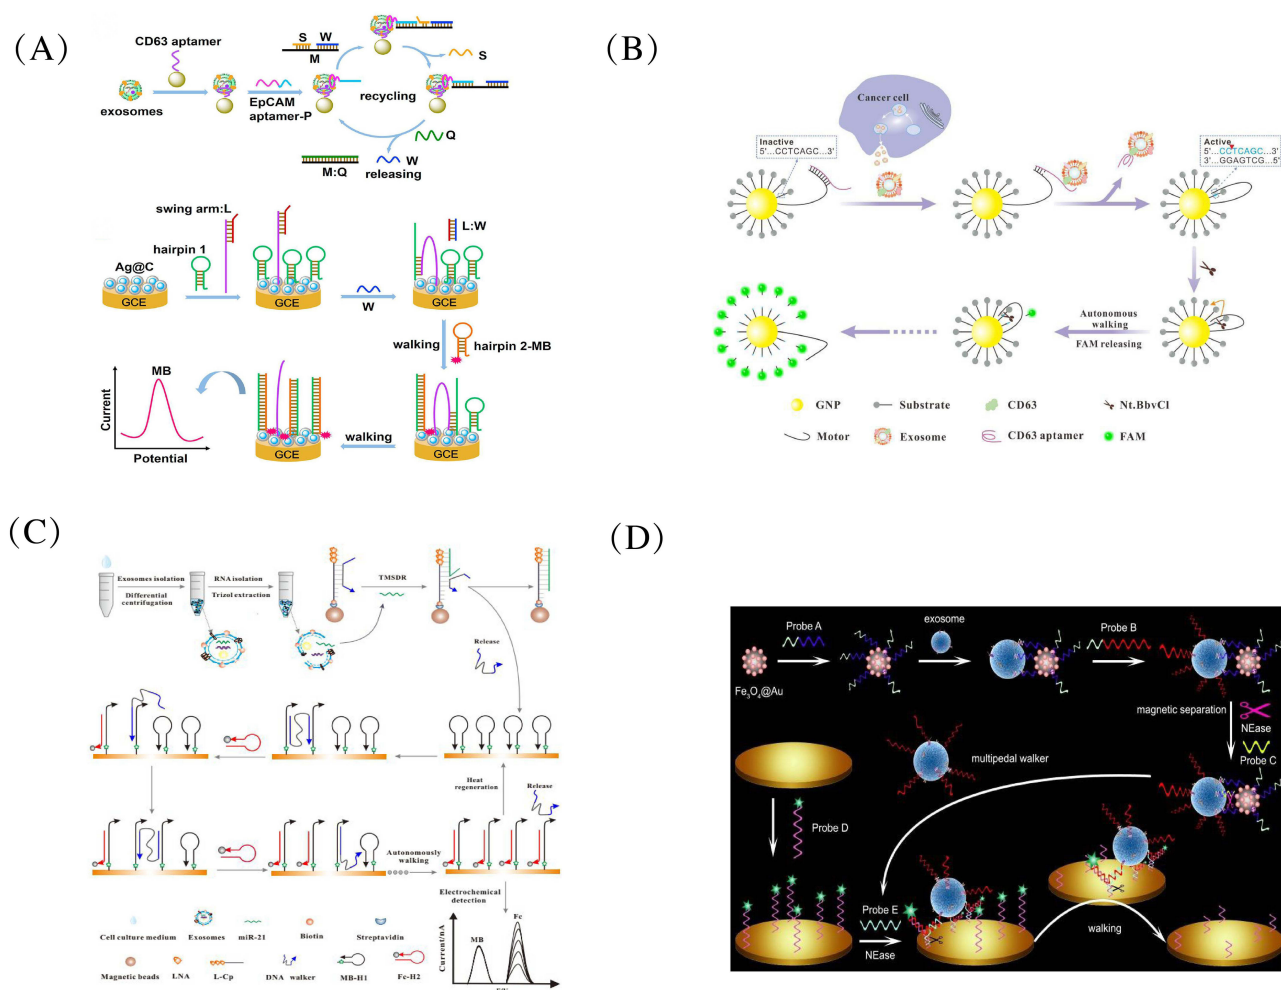 (A)
CD63 aptamer
exosomes
EpCAM
aptamer-P
S
W
M
recycling
S
Q
W
releasing
M:Q
swing arm:L
hairpin 1
Ag@C
GCE
GCE
W
L:W
GCE
walking
hairpin 2-MB
GCE
walking
GCE
MB
Current
Potential
(B)
Cancer cell
Inactive
5'...CCTCAGC...3'
Active
5'...CCTCAGC...3'
3'...GGAGTCG...5'
Autonomous
walking
FAM releasing
GNP
Substrate
CD63
Nt.BbvCI
Motor
Exosome
CD63 aptamer
FAM
(C)
Exosomes isolation
Differential
centrifugation
RNA isolation
Trizol extraction
TMSDR
Release
Heat
regeneration
Release
Autonomously
walking
Electrochemical
detection
Cell culture medium
Exosomes
miR-21
Biotin
Streptavidin
Magnetic beads
LNA
L-Cp
DNA walker
MB-H1
Fc-H2
Current/nA
MB
Fc
(D)
Fe3O4@Au
Probe A
exosome
Probe B
magnetic separation
NEase
Probe C
multipedal walker
Probe D
Probe E
NEase
walking